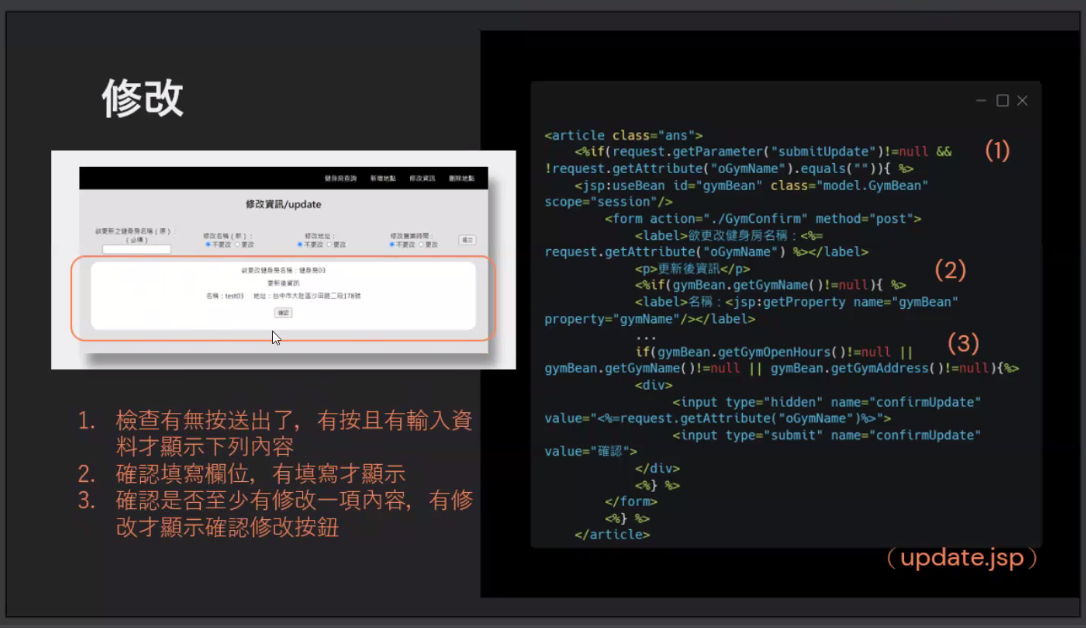 修改
健身房查詢 新增地點 修改資訊 刪除地點
修改資訊/update
欲更新之健身房名稱（原）：
（必填）
修改名稱（新）：
不更改 更改
修改地址：
不更改 更改
修改營業時間：
不更改 更改
送出
欲更改健身房名稱：健身房03
更新後資訊
名稱：test03 地址：台中市大肚區沙田路二段178號
確認
1. 檢查有無按送出了，有按且有輸入資
料才顯示下列內容
2. 確認填寫欄位，有填寫才顯示
3. 確認是否至少有修改一項內容，有修
改才顯示確認修改按鈕
<article class="ans">
<%if(request.getParameter("submitUpdate")!=null &&
!request.getAttribute("oGymName").equals("")){ %>
(1)
<jsp:useBean id="gymBean" class="model.GymBean"
scope="session"/>
<form action="./GymConfirm" method="post">
<label>欲更改健身房名稱：<%=
request.getAttribute("oGymName") %></label>
<p>更新後資訊</p>
(2)
<%if(gymBean.getGymName()!=null){ %>
<label>名稱：<jsp:getProperty name="gymBean"
property="gymName"/></label>
...
if(gymBean.getGymOpenHours()!=null ||
(3)
gymBean.getGymName()!=null || gymBean.getGymAddress()!=null){%>
<div>
<input type="hidden" name="confirmUpdate"
value="<%=request.getAttribute("oGymName")%>">
<input type="submit" name="confirmUpdate"
value="確認">
</div>
<%} %>
</form>
<%} %>
</article>
（update.jsp）